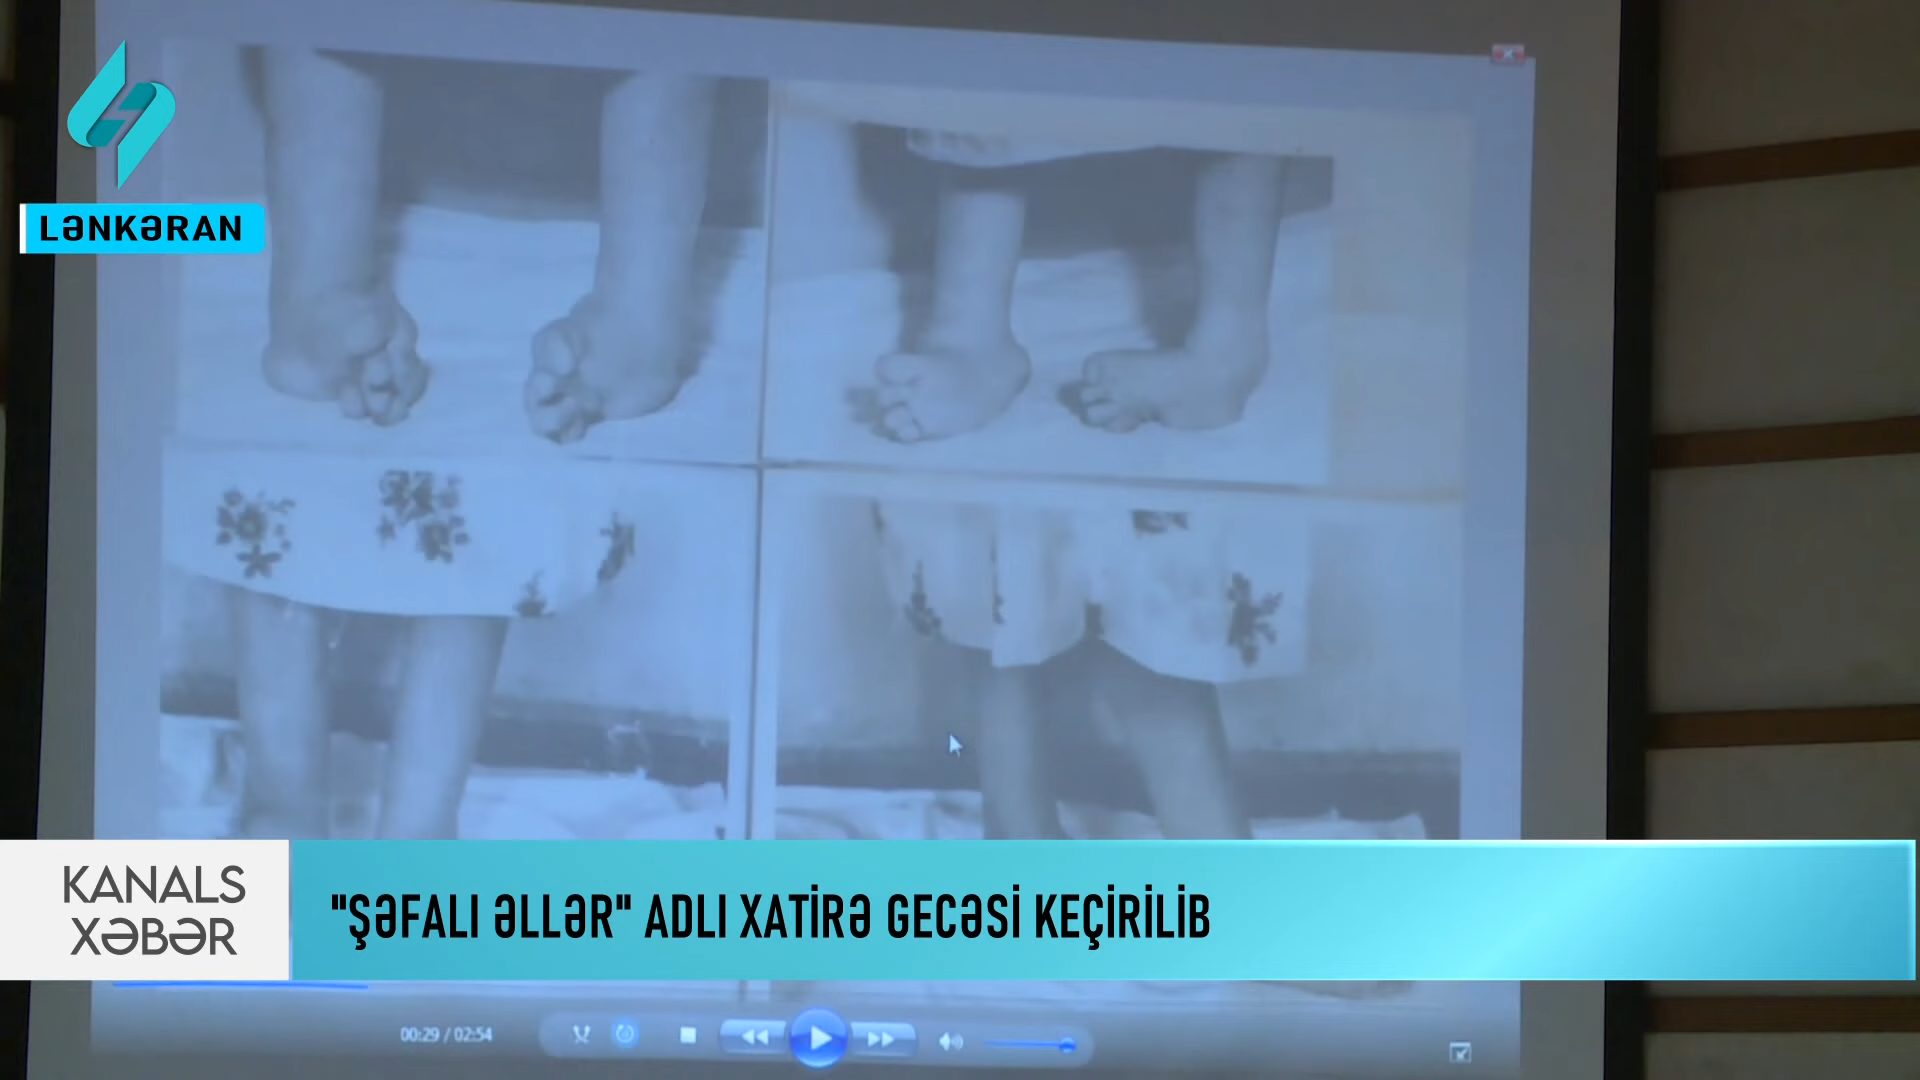 LƏNKƏRAN
KANALS
XƏBƏR
"ŞƏFALI ƏLLƏR" ADLI XATİRƏ GECƏSİ KEÇİRİLİB
00:29 / 02:54